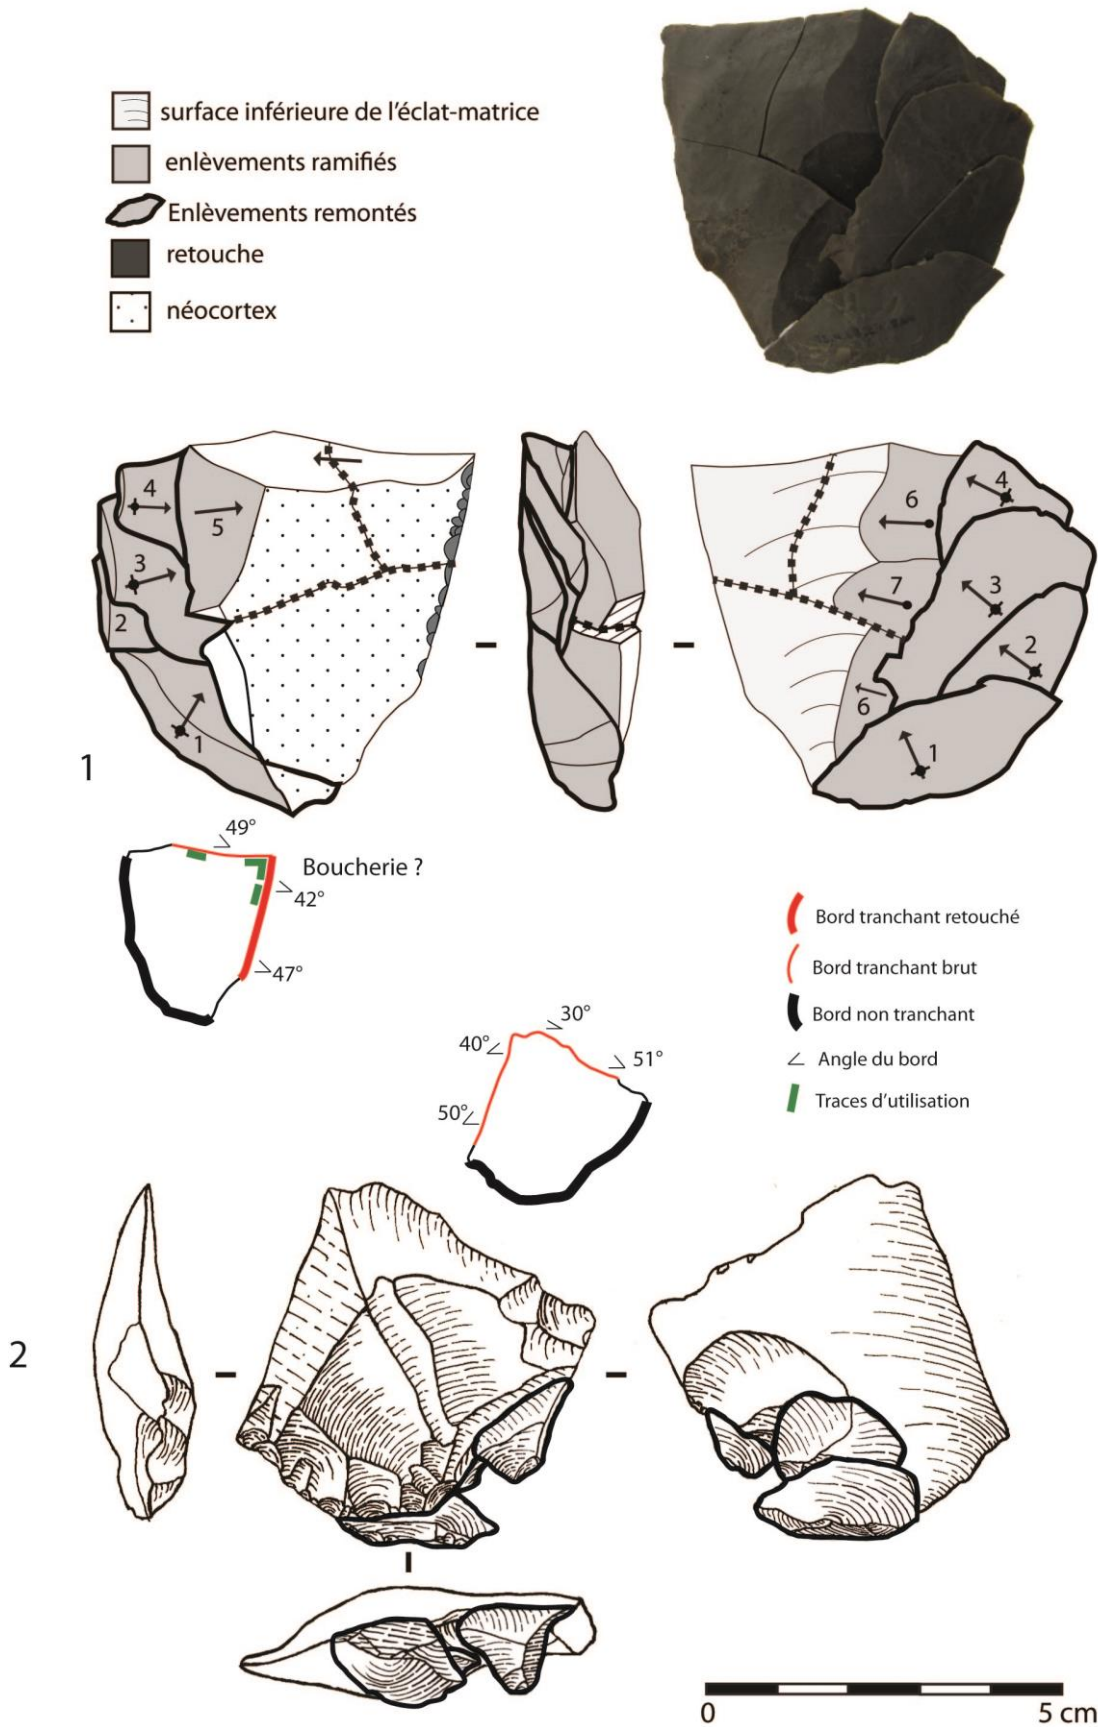 surface inférieure de l'éclat-matrice
enlèvements ramifiés
Enlèvements remontés
retouche
néocortex
4
5
3
2
1
6
4
7
3
2
6
1
1
49°
Boucherie ?
42°
47°
Bord tranchant retouché
Bord tranchant brut
Bord non tranchant
Angle du bord
Traces d'utilisation
30°
40°
51°
50°
2
0
5 cm